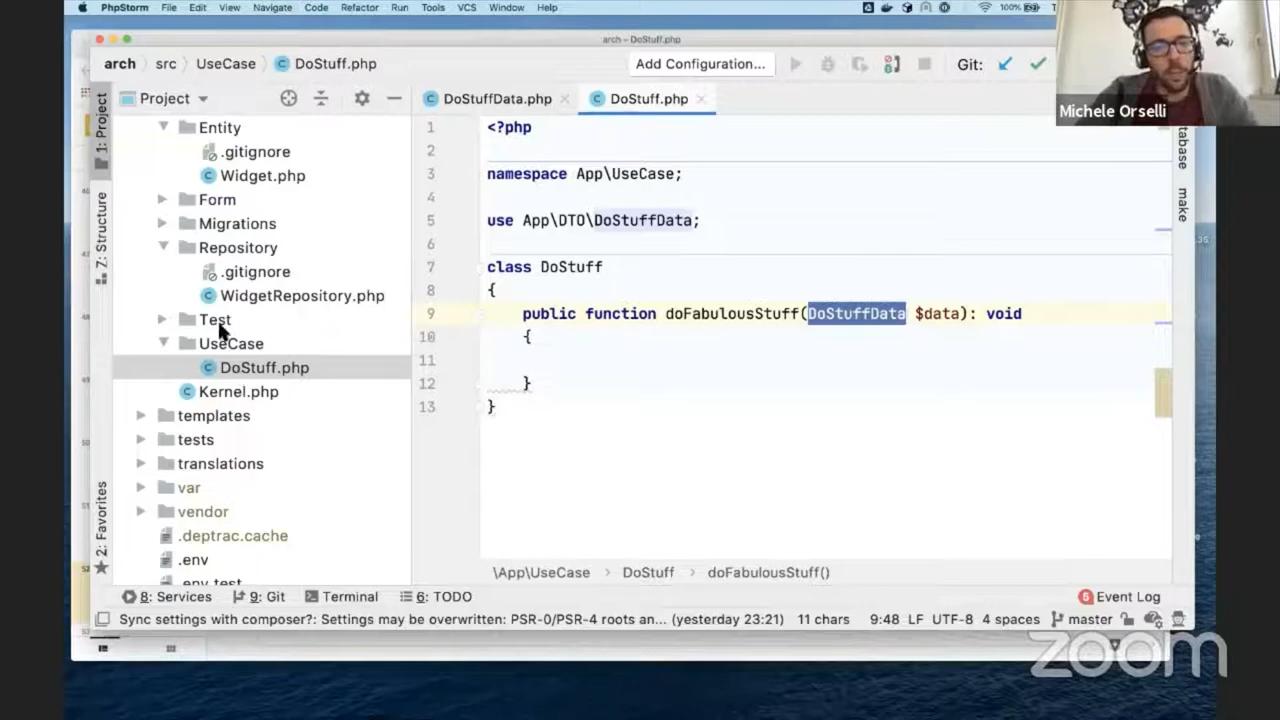 PhpStorm File Edit View Navigate Code Refactor Run Tools VCS Window Help 100%
arch – DoStuff.php
arch src UseCase DoStuff.php Add Configuration... Git:
Michele Orselli
1: Project
7: Structure
2: Favorites
Project
Entity
.gitignore
Widget.php
Form
Migrations
Repository
.gitignore
WidgetRepository.php
Test
UseCase
DoStuff.php
Kernel.php
templates
tests
translations
var
vendor
.deptrac.cache
.env
.env.test
DoStuffData.php DoStuff.php
1 <?php
2
3 namespace App\UseCase;
4
5 use App\DTO\DoStuffData;
6
7 class DoStuff
8 {
9 public function doFabulousStuff(DoStuffData $data): void
10 {
11
12 }
13 }
make
\App\UseCase › DoStuff › doFabulousStuff()
8: Services 9: Git Terminal 6: TODO 5 Event Log
Sync settings with composer?: Settings may be overwritten: PSR-0/PSR-4 roots an... (yesterday 23:21) 11 chars 9:48 LF UTF-8 4 spaces master
zoom